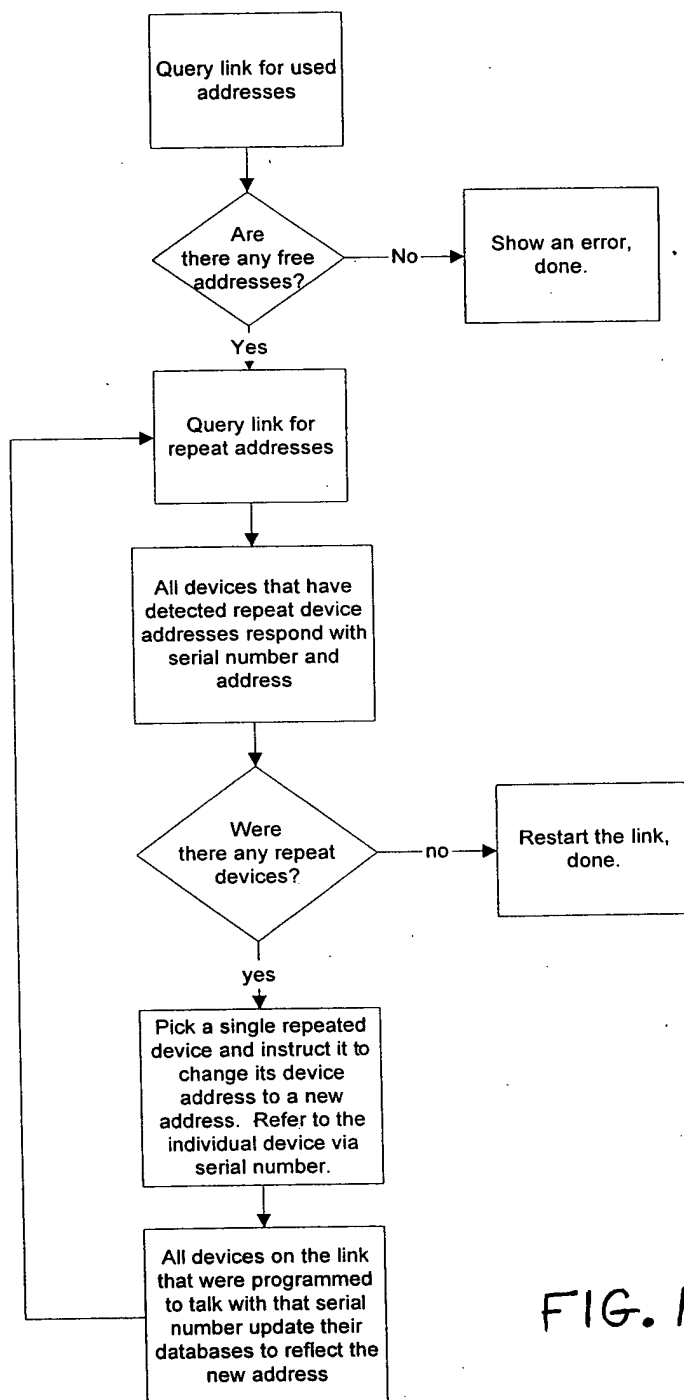 Query link for used
addresses
Are
there any free
addresses?
No
Show an error,
done.
Yes
Query link for
repeat addresses
All devices that have
detected repeat device
addresses respond with
serial number and
address
Were
there any repeat
devices?
no
Restart the link,
done.
yes
Pick a single repeated
device and instruct it to
change its device
address to a new
address. Refer to the
individual device via
serial number.
All devices on the link
that were programmed
to talk with that serial
number update their
databases to reflect the
new address